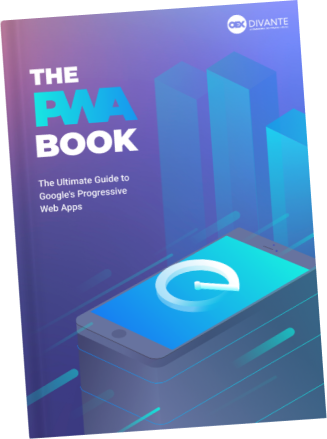 DIVANTE
THE
PWA
BOOK
The Ultimate Guide to
Google's Progressive
Web Apps